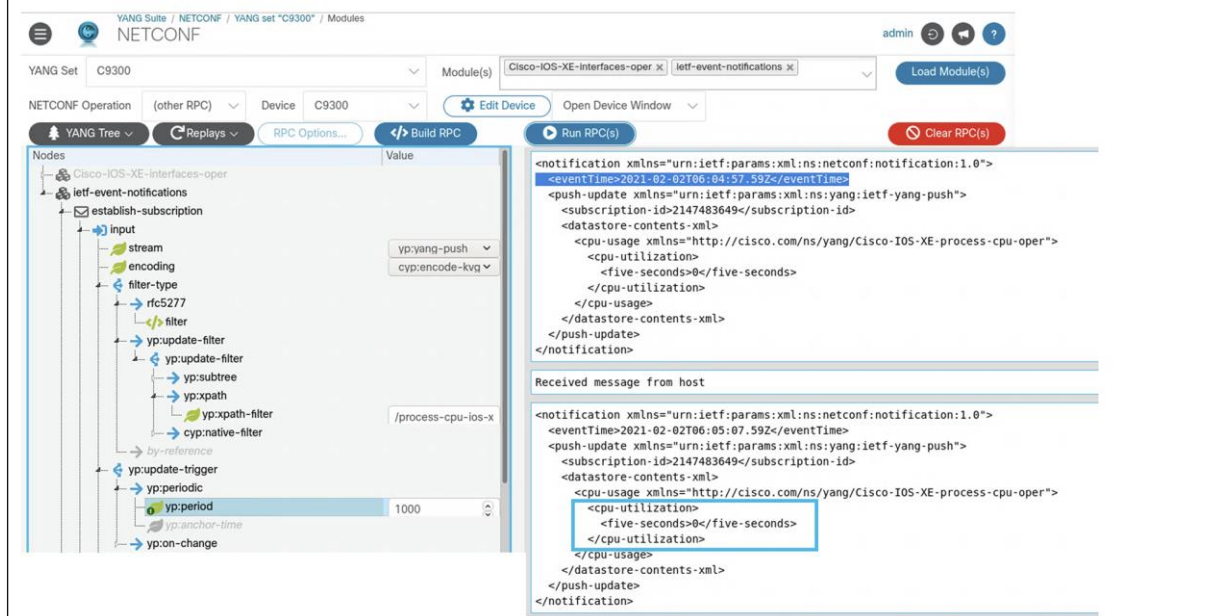 YANG Suite / NETCONF / YANG set "C9300" / Modules
NETCONF
admin
?
YANG Set C9300 Module(s) Cisco-IOS-XE-interfaces-oper x ietf-event-notifications x Load Module(s)
NETCONF Operation (other RPC) Device C9300 Edit Device Open Device Window
YANG Tree Replays RPC Options... </> Build RPC Run RPC(s) Clear RPC(s)
Nodes Value
Cisco-IOS-XE-interfaces-oper
ietf-event-notifications
establish-subscription
input
stream yp:yang-push
encoding cyp:encode-kvg
filter-type
rfc5277
</> filter
yp:update-filter
yp:update-filter
yp:subtree
yp:xpath
yp:xpath-filter /process-cpu-ios-x
cyp:native-filter
by-reference
yp:update-trigger
yp:periodic
yp:period 1000
yp:anchor-time
yp:on-change
<notification xmlns="urn:ietf:params:xml:ns:netconf:notification:1.0">
<eventTime>2021-02-02T06:04:57.59Z</eventTime>
<push-update xmlns="urn:ietf:params:xml:ns:yang:ietf-yang-push">
<subscription-id>2147483649</subscription-id>
<datastore-contents-xml>
<cpu-usage xmlns="http://cisco.com/ns/yang/Cisco-IOS-XE-process-cpu-oper">
<cpu-utilization>
<five-seconds>0</five-seconds>
</cpu-utilization>
</cpu-usage>
</datastore-contents-xml>
</push-update>
</notification>
Received message from host
<notification xmlns="urn:ietf:params:xml:ns:netconf:notification:1.0">
<eventTime>2021-02-02T06:05:07.59Z</eventTime>
<push-update xmlns="urn:ietf:params:xml:ns:yang:ietf-yang-push">
<subscription-id>2147483649</subscription-id>
<datastore-contents-xml>
<cpu-usage xmlns="http://cisco.com/ns/yang/Cisco-IOS-XE-process-cpu-oper">
<cpu-utilization>
<five-seconds>0</five-seconds>
</cpu-utilization>
</cpu-usage>
</datastore-contents-xml>
</push-update>
</notification>